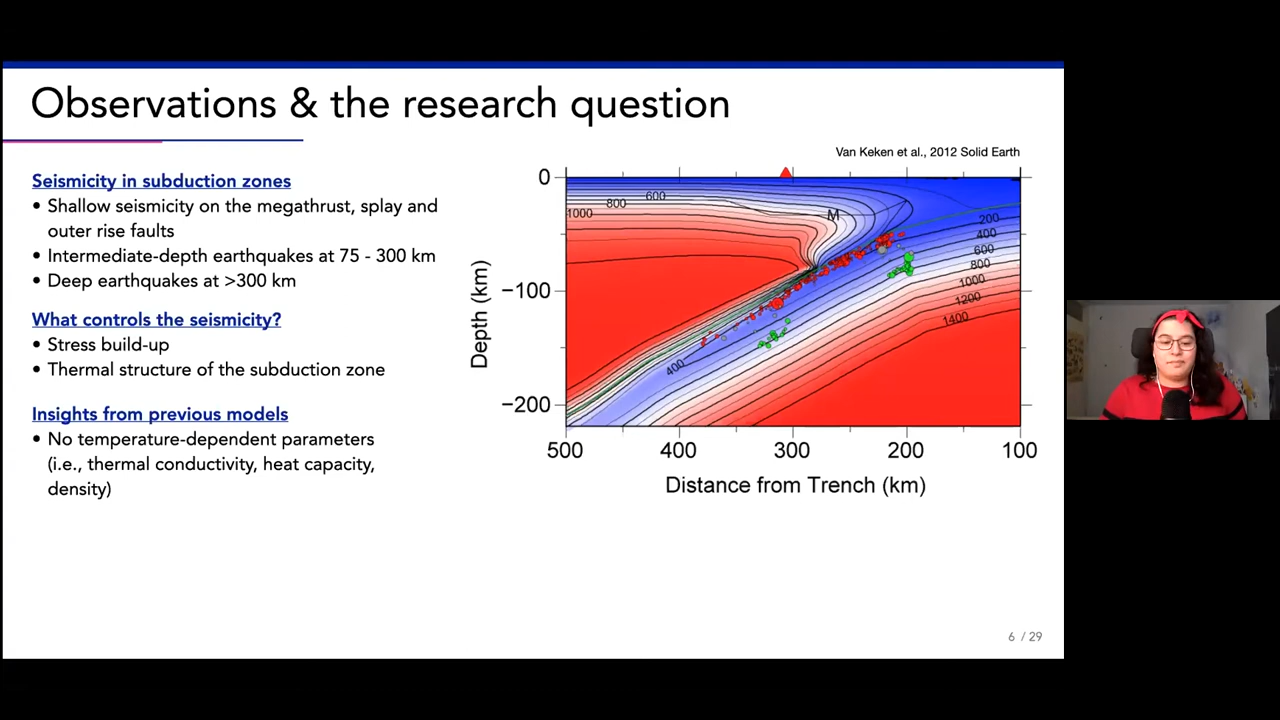 Observations & the research question
Van Keken et al., 2012 Solid Earth
Seismicity in subduction zones
• Shallow seismicity on the megathrust, splay and
outer rise faults
• Intermediate-depth earthquakes at 75 - 300 km
• Deep earthquakes at >300 km
What controls the seismicity?
• Stress build-up
• Thermal structure of the subduction zone
Insights from previous models
• No temperature-dependent parameters
(i.e., thermal conductivity, heat capacity,
density)
0
−100
−200
Depth (km)
1000
800
600
M
200
400
600
800
1000
1200
1400
400
500
400
300
200
100
Distance from Trench (km)
6 / 29